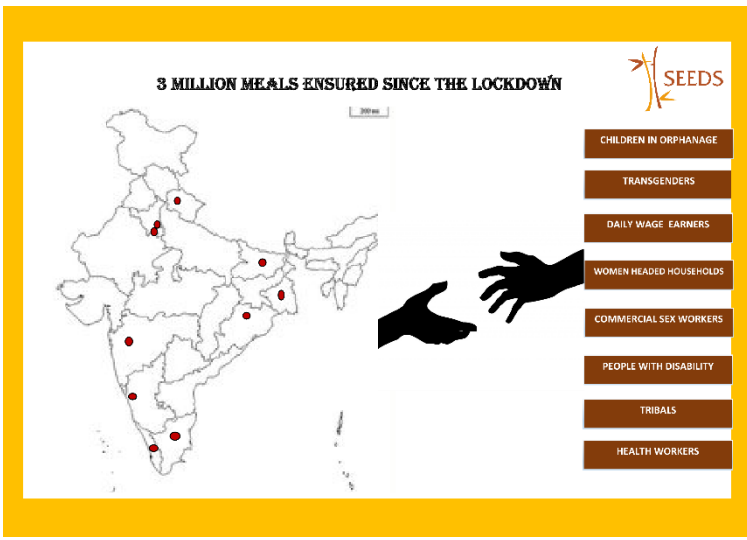 3 MILLION MEALS ENSURED SINCE THE LOCKDOWN
SEEDS
CHILDREN IN ORPHANAGE
TRANSGENDERS
DAILY WAGE EARNERS
WOMEN HEADED HOUSEHOLDS
COMMERCIAL SEX WORKERS
PEOPLE WITH DISABILITY
TRIBALS
HEALTH WORKERS